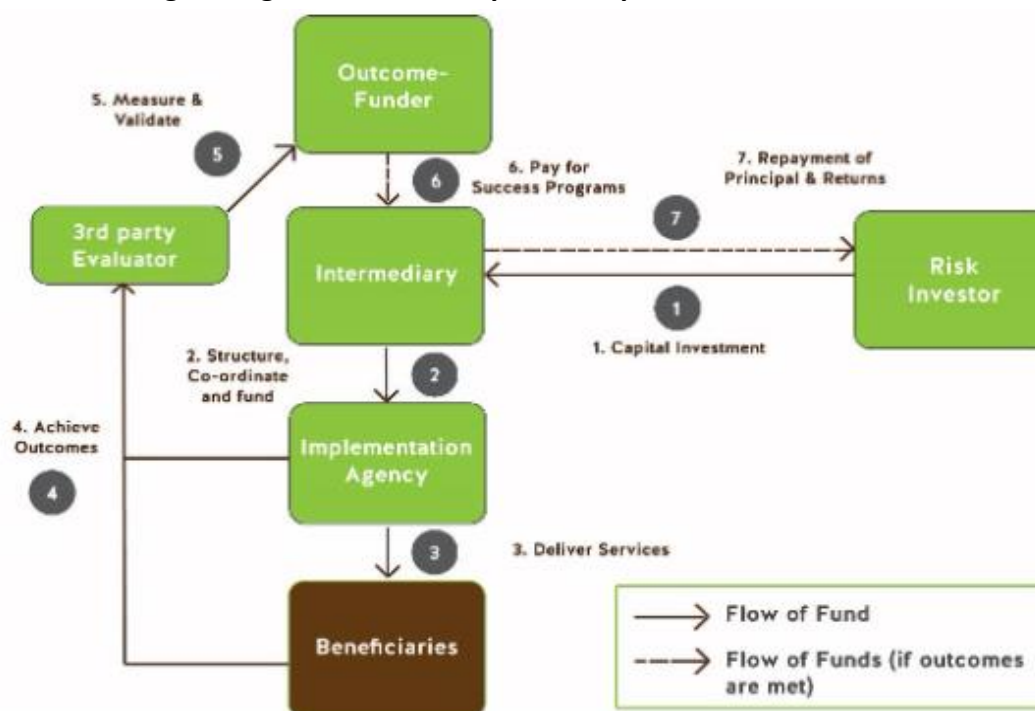 Outcome-
Funder
5. Measure &
Validate
5
6
6. Pay for
Success Programs
7. Repayment of
Principal & Returns
7
3rd party
Evaluator
Intermediary
Risk
Investor
1
1. Capital Investment
2. Structure,
Co-ordinate
and fund
2
4. Achieve
Outcomes
4
Implementation
Agency
3
3. Deliver Services
Beneficiaries
Flow of Fund
Flow of Funds (if outcomes
are met)